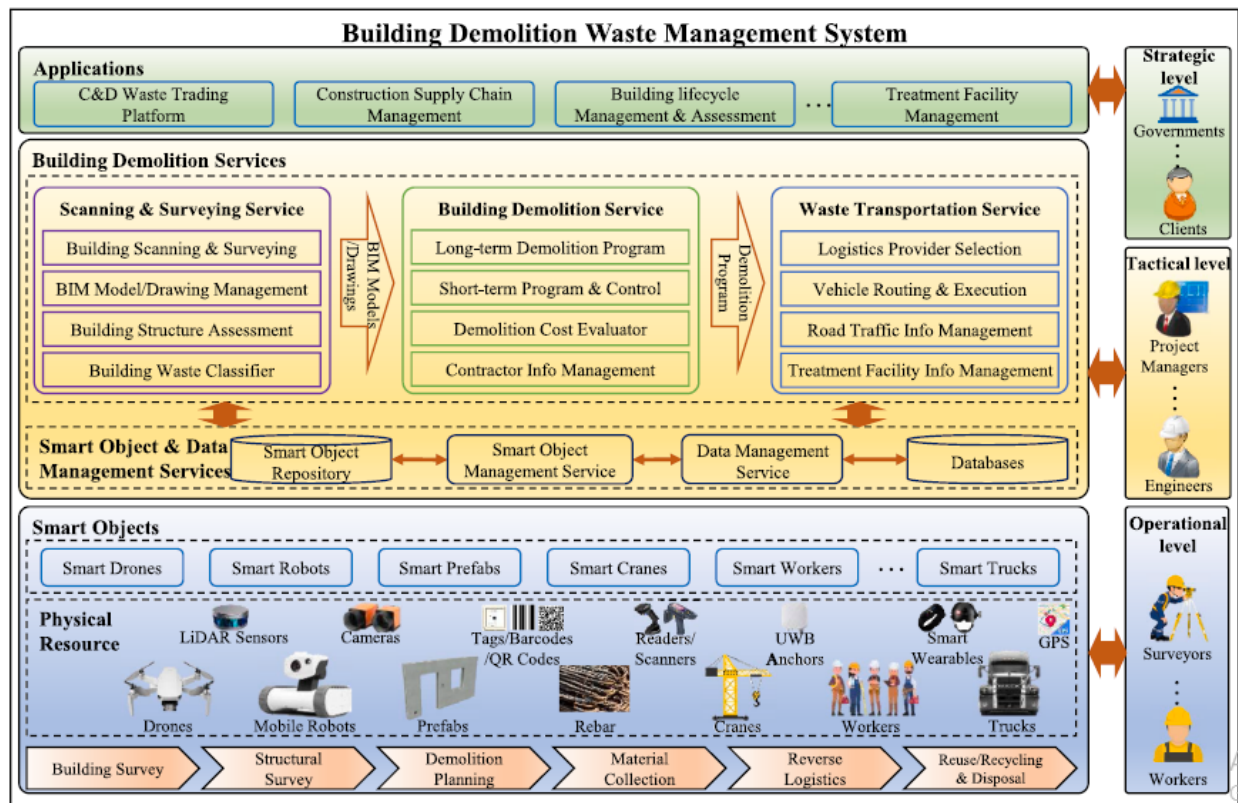 Building Demolition Waste Management System
Applications
C&D Waste Trading
Platform
Construction Supply Chain
Management
Building lifecycle
Management & Assessment
...
Treatment Facility
Management
Strategic
level
Governments
Clients
Building Demolition Services
Scanning & Surveying Service
Building Scanning & Surveying
BIM Model/Drawing Management
Building Structure Assessment
Building Waste Classifier
BIM Models
/Drawings
Building Demolition Service
Long-term Demolition Program
Short-term Program & Control
Demolition Cost Evaluator
Contractor Info Management
Demolition
Program
Waste Transportation Service
Logistics Provider Selection
Vehicle Routing & Execution
Road Traffic Info Management
Treatment Facility Info Management
Tactical level
Project
Managers
Engineers
Smart Object & Data
Management Services
Smart Object
Repository
Smart Object
Management Service
Data Management
Service
Databases
Smart Objects
Smart Drones
Smart Robots
Smart Prefabs
Smart Cranes
Smart Workers
...
Smart Trucks
Physical
Resource
LiDAR Sensors
Cameras
Tags/Barcodes
/QR Codes
Readers/
Scanners
UWB
Anchors
Smart
Wearables
GPS
Drones
Mobile Robots
Prefabs
Rebar
Cranes
Workers
Trucks
Operational
level
Surveyors
Workers
Building Survey
Structural
Survey
Demolition
Planning
Material
Collection
Reverse
Logistics
Reuse/Recycling
& Disposal